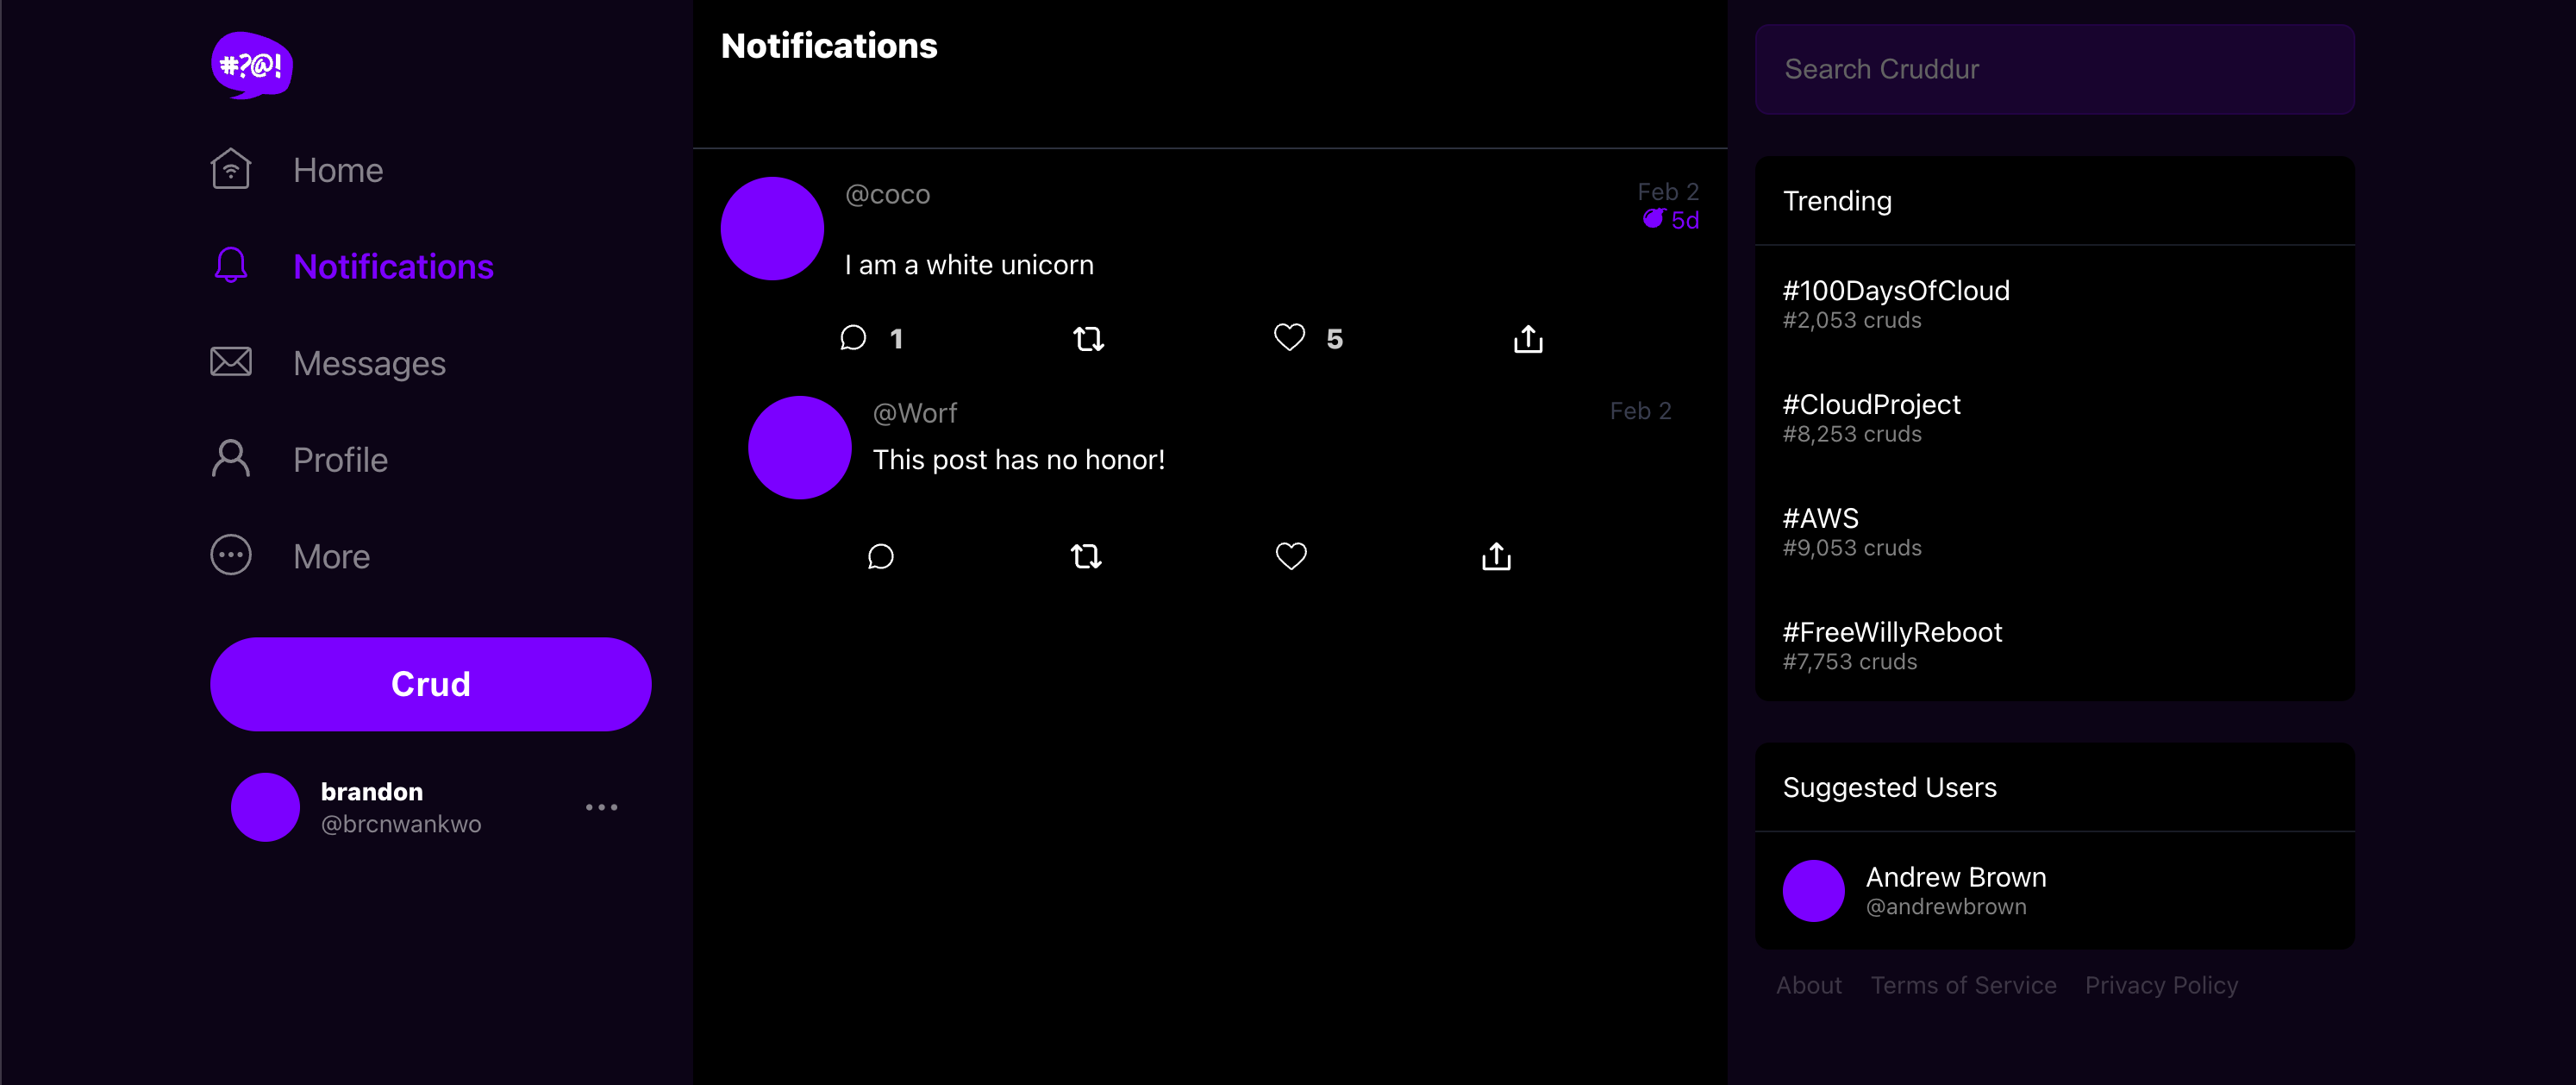 #?@!
Home
Notifications
Messages
Profile
More
Crud
brandon
@brcnwankwo
Notifications
@coco
Feb 2
5d
I am a white unicorn
1
5
@Worf
Feb 2
This post has no honor!
Search Cruddur
Trending
#100DaysOfCloud
#2,053 cruds
#CloudProject
#8,253 cruds
#AWS
#9,053 cruds
#FreeWillyReboot
#7,753 cruds
Suggested Users
Andrew Brown
@andrewbrown
About Terms of Service Privacy Policy